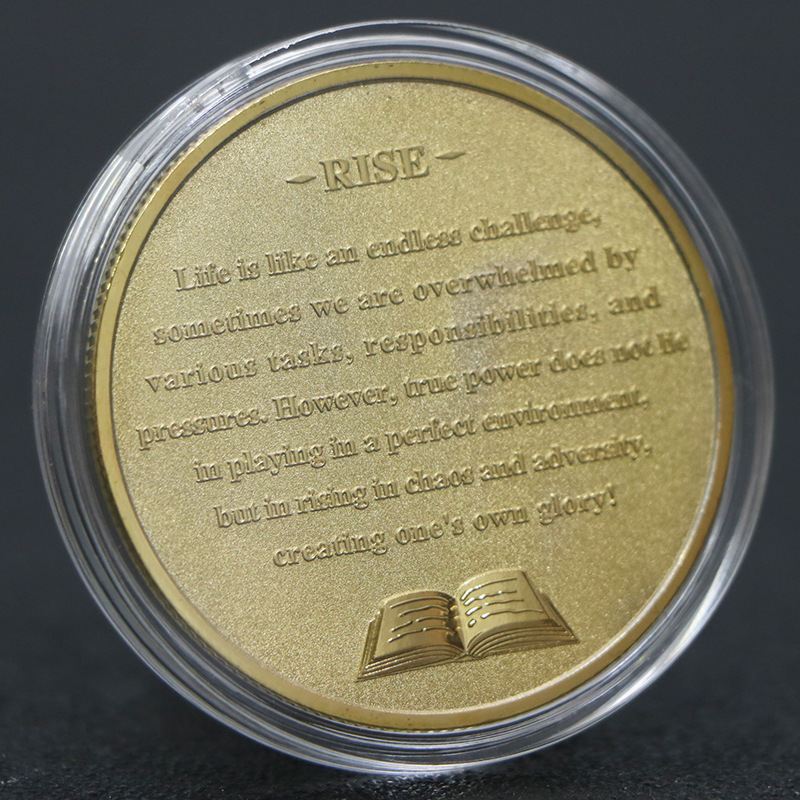 -RISE-
Life is like an endless challenge,
sometimes we are overwhelmed by
various tasks, responsibilities, and
pressures. However, true power does not lie
in playing in a perfect environment,
but in rising in chaos and adversity,
creating one's own glory!